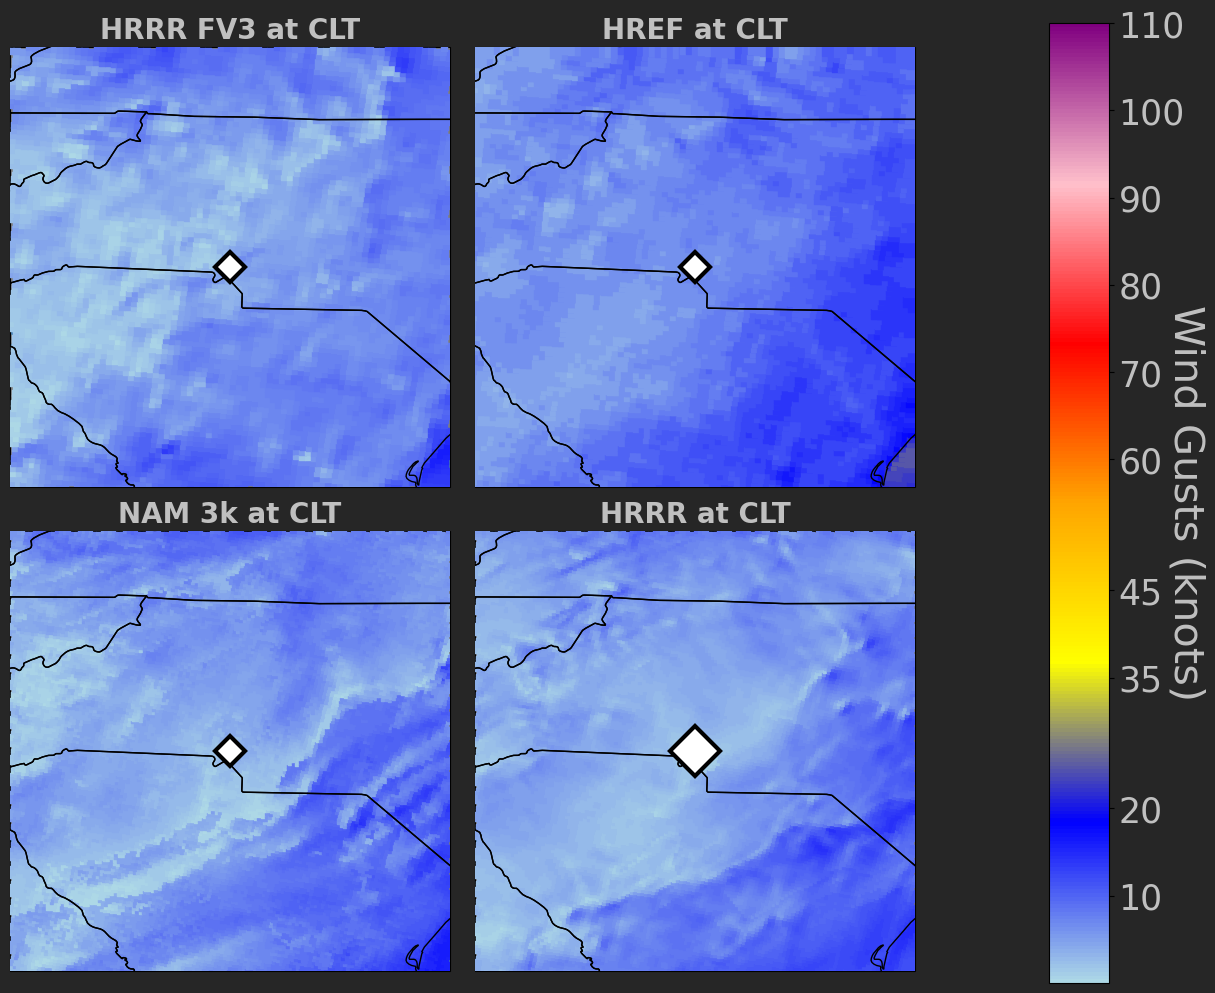 HRRR FV3 at CLT
HREF at CLT
NAM 3k at CLT
HRRR at CLT
110
100
90
80
70
60
45
35
20
10
Wind Gusts (knots)